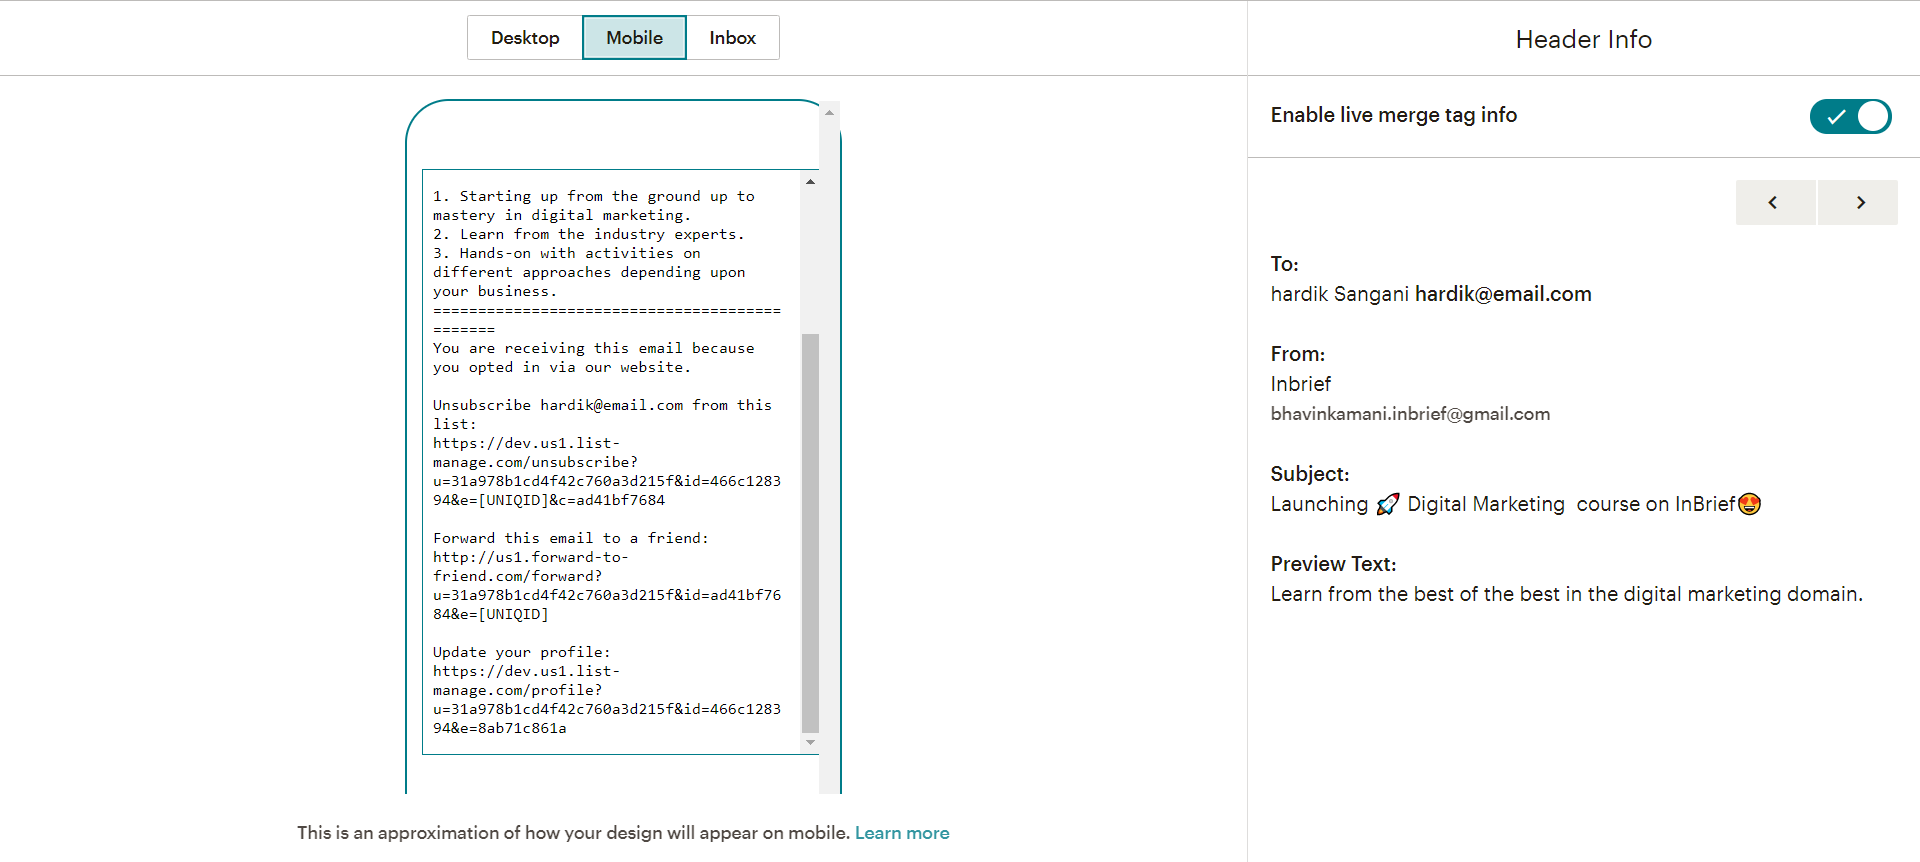 Desktop Mobile Inbox
Header Info
1. Starting up from the ground up to
mastery in digital marketing.
2. Learn from the industry experts.
3. Hands-on with activities on
different approaches depending upon
your business.
=======================================
=======
You are receiving this email because
you opted in via our website.
Unsubscribe hardik@email.com from this
list:
https://dev.us1.list-
manage.com/unsubscribe?
u=31a978b1cd4f42c760a3d215f&id=466c1283
94&e=[UNIQID]&c=ad41bf7684
Forward this email to a friend:
http://us1.forward-to-
friend.com/forward?
u=31a978b1cd4f42c760a3d215f&id=ad41bf76
84&e=[UNIQID]
Update your profile:
https://dev.us1.list-
manage.com/profile?
u=31a978b1cd4f42c760a3d215f&id=466c1283
94&e=8ab71c861a
This is an approximation of how your design will appear on mobile. Learn more
Enable live merge tag info
To:
hardik Sangani hardik@email.com
From:
Inbrief
bhavinkamani.inbrief@gmail.com
Subject:
Launching 🚀 Digital Marketing  course on InBrief🤩
Preview Text:
Learn from the best of the best in the digital marketing domain.